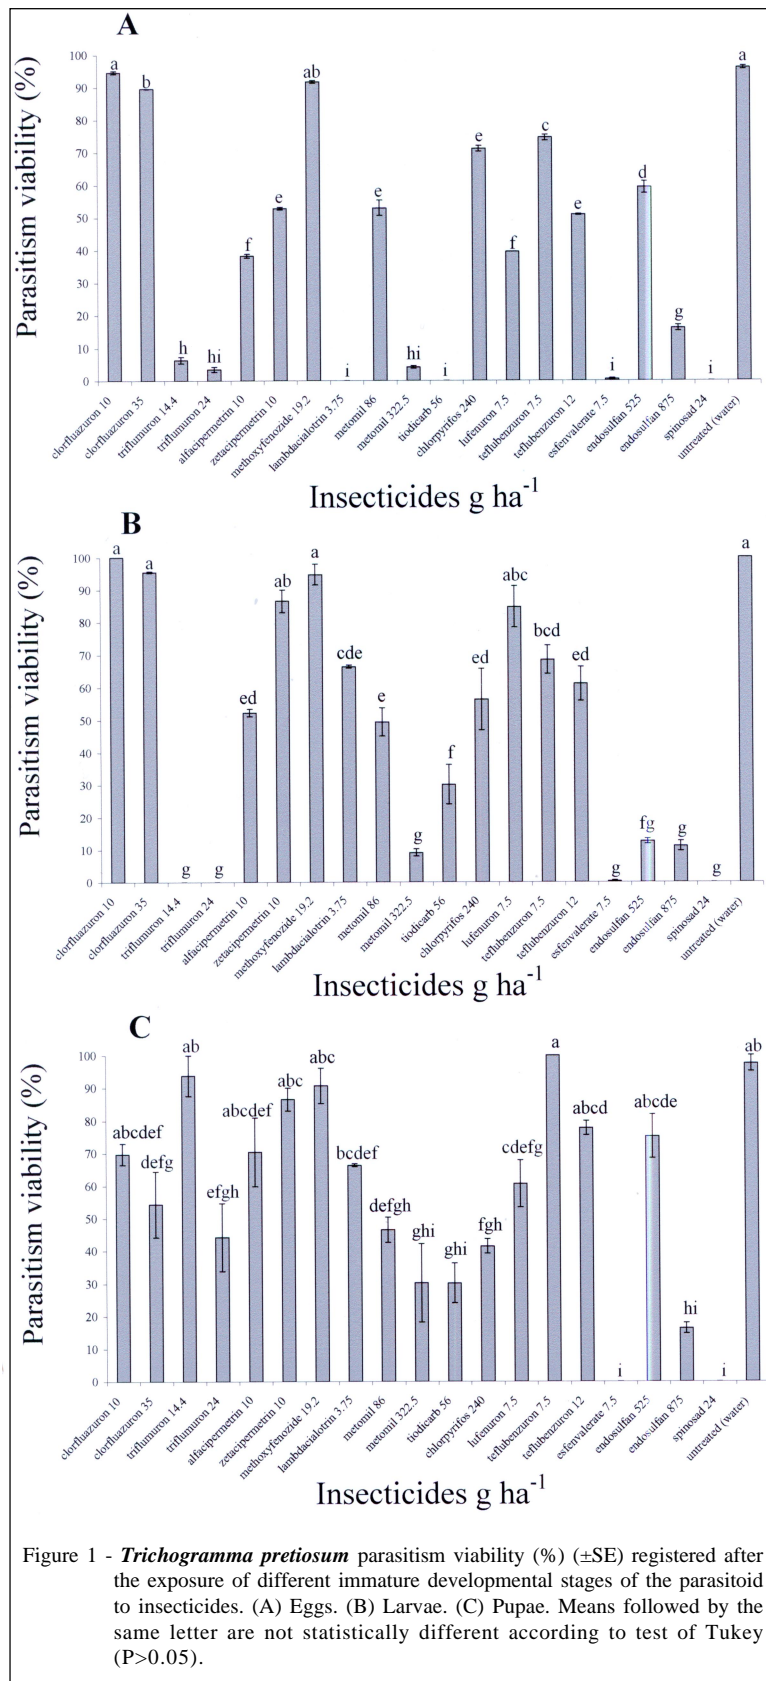 A
Parasitism viability (%)
100
90
80
70
60
50
40
30
20
10
0
a
b
h
hi
f
e
ab
i
e
hi
i
e
f
c
e
i
d
g
i
a
clorfluazuron 10
clorfluazuron 35
triflumuron 14.4
triflumuron 24
alfacipermetrin 10
zetacipermetrin 10
methoxyfenozide 19.2
lambdacialotrin 3.75
metomil 86
metomil 322.5
tiodicarb 56
chlorpyrifos 240
lufenuron 7.5
teflubenzuron 7.5
teflubenzuron 12
esfenvalerate 7.5
endosulfan 525
endosulfan 875
spinosad 24
untreated (water)
Insecticides g ha-1
B
Parasitism viability (%)
100
90
80
70
60
50
40
30
20
10
0
a
a
g
g
ed
ab
a
cde
e
g
f
ed
abc
bcd
ed
g
fg
g
g
a
clorfluazuron 10
clorfluazuron 35
triflumuron 14.4
triflumuron 24
alfacipermetrin 10
zetacipermetrin 10
methoxyfenozide 19.2
lambdacialotrin 3.75
metomil 86
metomil 322.5
tiodicarb 56
chlorpyrifos 240
lufenuron 7.5
teflubenzuron 7.5
teflubenzuron 12
esfenvalerate 7.5
endosulfan 525
endosulfan 875
spinosad 24
untreated (water)
Insecticides g ha-1
C
Parasitism viability (%)
100
90
80
70
60
50
40
30
20
10
0
abcdef
defg
ab
efgh
abcdef
abc
abc
bcdef
defgh
ghi
ghi
fgh
cdefg
a
abcd
i
abcde
hi
i
ab
clorfluazuron 10
clorfluazuron 35
triflumuron 14.4
triflumuron 24
alfacipermetrin 10
zetacipermetrin 10
methoxyfenozide 19.2
lambdacialotrin 3.75
metomil 86
metomil 322.5
tiodicarb 56
chlorpyrifos 240
lufenuron 7.5
teflubenzuron 7.5
teflubenzuron 12
esfenvalerate 7.5
endosulfan 525
endosulfan 875
spinosad 24
untreated (water)
Insecticides g ha-1
Figure 1 - Trichogramma pretiosum parasitism viability (%) (±SE) registered after
the exposure of different immature developmental stages of the parasitoid
to insecticides. (A) Eggs. (B) Larvae. (C) Pupae. Means followed by the
same letter are not statistically different according to test of Tukey
(P>0.05).